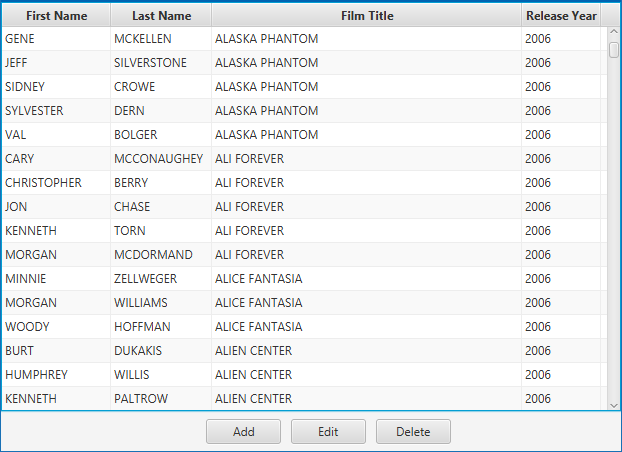 First Name Last Name Film Title Release Year
GENE MCKELLEN ALASKA PHANTOM 2006
JEFF SILVERSTONE ALASKA PHANTOM 2006
SIDNEY CROWE ALASKA PHANTOM 2006
SYLVESTER DERN ALASKA PHANTOM 2006
VAL BOLGER ALASKA PHANTOM 2006
CARY MCCONAUGHEY ALI FOREVER 2006
CHRISTOPHER BERRY ALI FOREVER 2006
JON CHASE ALI FOREVER 2006
KENNETH TORN ALI FOREVER 2006
MORGAN MCDORMAND ALI FOREVER 2006
MINNIE ZELLWEGER ALICE FANTASIA 2006
MORGAN WILLIAMS ALICE FANTASIA 2006
WOODY HOFFMAN ALICE FANTASIA 2006
BURT DUKAKIS ALIEN CENTER 2006
HUMPHREY WILLIS ALIEN CENTER 2006
KENNETH PALTROW ALIEN CENTER 2006
Add Edit Delete